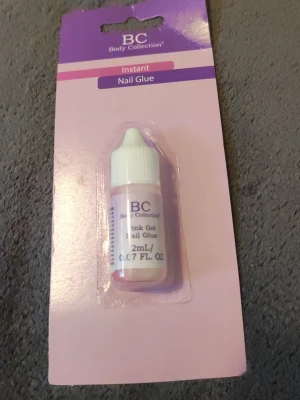 BC
Body Collection®
Instant
Nail Glue
BC
Body Collection®
Pink Gel
Nail Glue
2mL/
0.07 FL. OZ